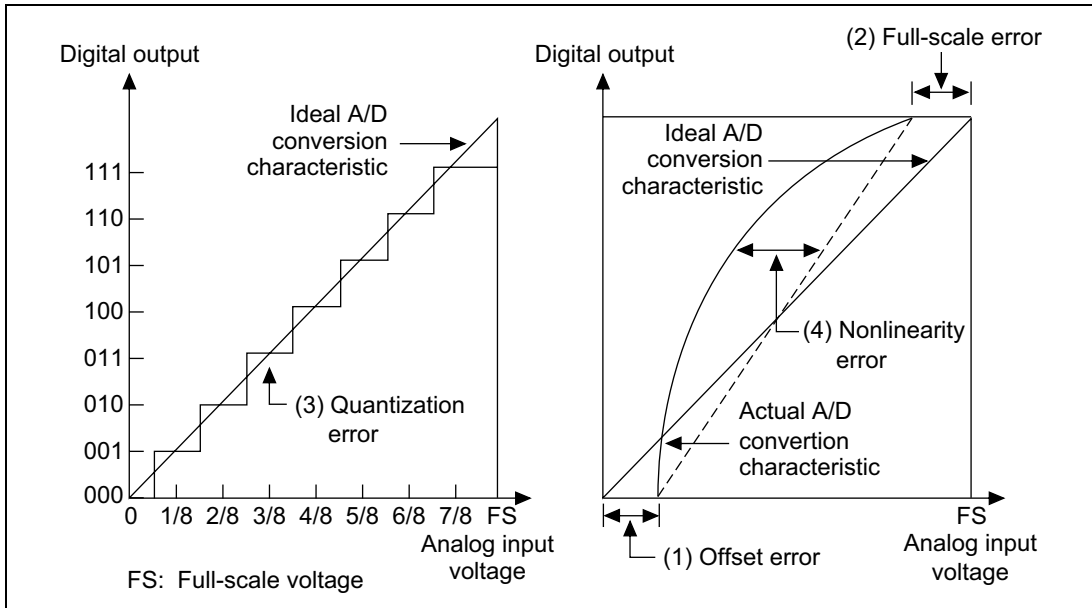 Digital output
Ideal A/D
conversion
characteristic
111
110
101
100
011
010
001
000
(3) Quantization
error
0
1/8
2/8
3/8
4/8
5/8
6/8
7/8
FS
Analog input
voltage
FS: Full-scale voltage
Digital output
(2) Full-scale error
Ideal A/D
conversion
characteristic
(4) Nonlinearity
error
Actual A/D
convertion
characteristic
FS
(1) Offset error
Analog input
voltage